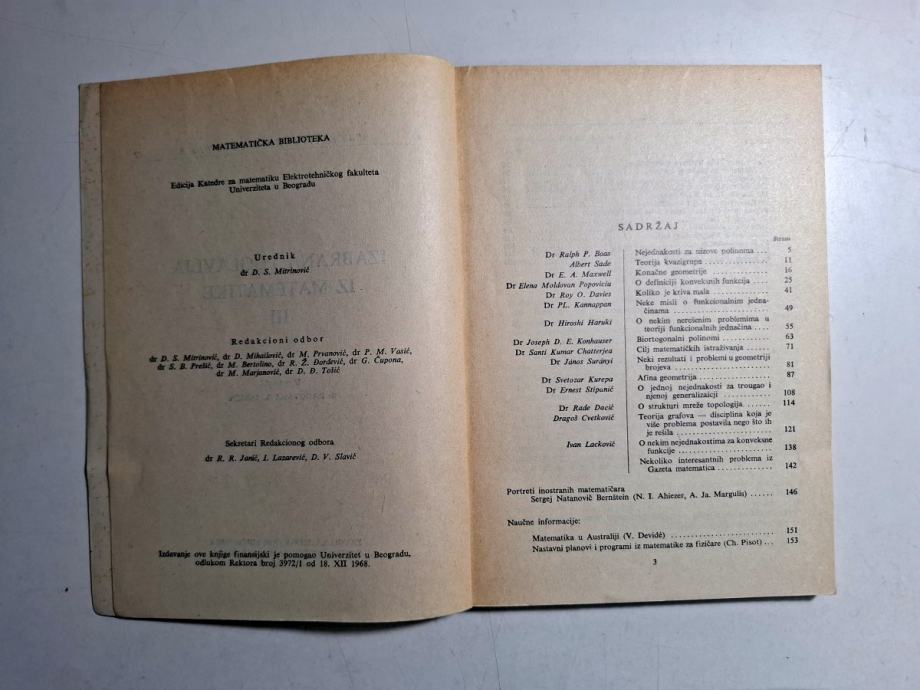 MATEMATIČKA BIBLIOTEKA
Edicija Katedre za matematiku Elektrotehničkog fakulteta
Univerziteta u Beogradu
Urednik
dr D. S. Mitrinović
Redakcioni odbor
dr D. S. Mitrinović, dr D. Mihailović, dr M. Prvanović, dr P. M. Vasić,
dr S. B. Prešić, dr M. Bertolino, dr R. Ž. Đorđević, dr G. Čupona,
dr M. Marjanović, dr D. Đ. Tošić
Sekretari Redakcionog odbora
dr R. R. Janić, I. Lazarević, D. V. Slavić
Izdavanje ove knjige finansijski je pomogao Univerzitet u Beogradu,
odlukom Rektora broj 3972/1 od 18. XII 1968.
SADRŽAJ
Strana
Dr Ralph P. Boas Nejednakosti za nizove polinoma ... 5
Albert Sade Teorija kvazigrupa ... 11
Dr E. A. Maxwell Konačne geometrije ... 16
Dr Elena Moldovan Popoviciu O definiciji konveksnih funkcija ... 25
Dr Roy O. Davies Koliko je kriva mala ... 41
Dr PL. Kannappan Neke misli o funkcionalnim jedna-
činama ... 49
Dr Hiroshi Haruki O nekim nerešenim problemima u
teoriji funkcionalnih jednačina ... 55
Dr Joseph D. E. Konhauser Biortogonalni polinomi ... 63
Dr Santi Kumar Chatterjea Cilj matematičkih istraživanja ... 71
Dr János Surányi Neki rezultati i problemi u geometriji
brojeva ... 81
Dr Svetozar Kurepa Afina geometrija ... 87
Dr Ernest Stipanić O jednoj nejednakosti za trougao i
njenoj generalizaciji ... 108
Dr Rade Dacić O strukturi mreže topologija ... 114
Dragoš Cvetković Teorija grafova — disciplina koja je
više problema postavila nego što ih
je rešila ... 121
Ivan Lacković O nekim nejednakostima za konveksne
funkcije ... 138
Nekoliko interesantnih problema iz
Gazeta matematica ... 142
Portreti inostranih matematičara
Sergej Natanovič Bernštein (N. I. Ahiezer, A. Ja. Margulis) ... 146
Naučne informacije:
Matematika u Australiji (V. Devidé) ... 151
Nastavni planovi i programi iz matematike za fizičare (Ch. Pisot) ... 153
3